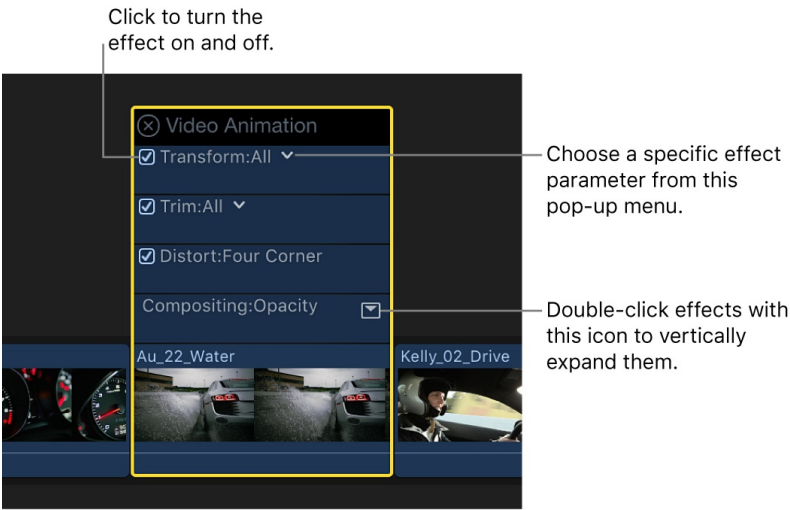 Click to turn the
effect on and off.
Video Animation
Transform:All
Choose a specific effect
parameter from this
pop-up menu.
Trim:All
Distort:Four Corner
Compositing:Opacity
Double-click effects with
this icon to vertically
expand them.
Au_22_Water
Kelly_02_Drive